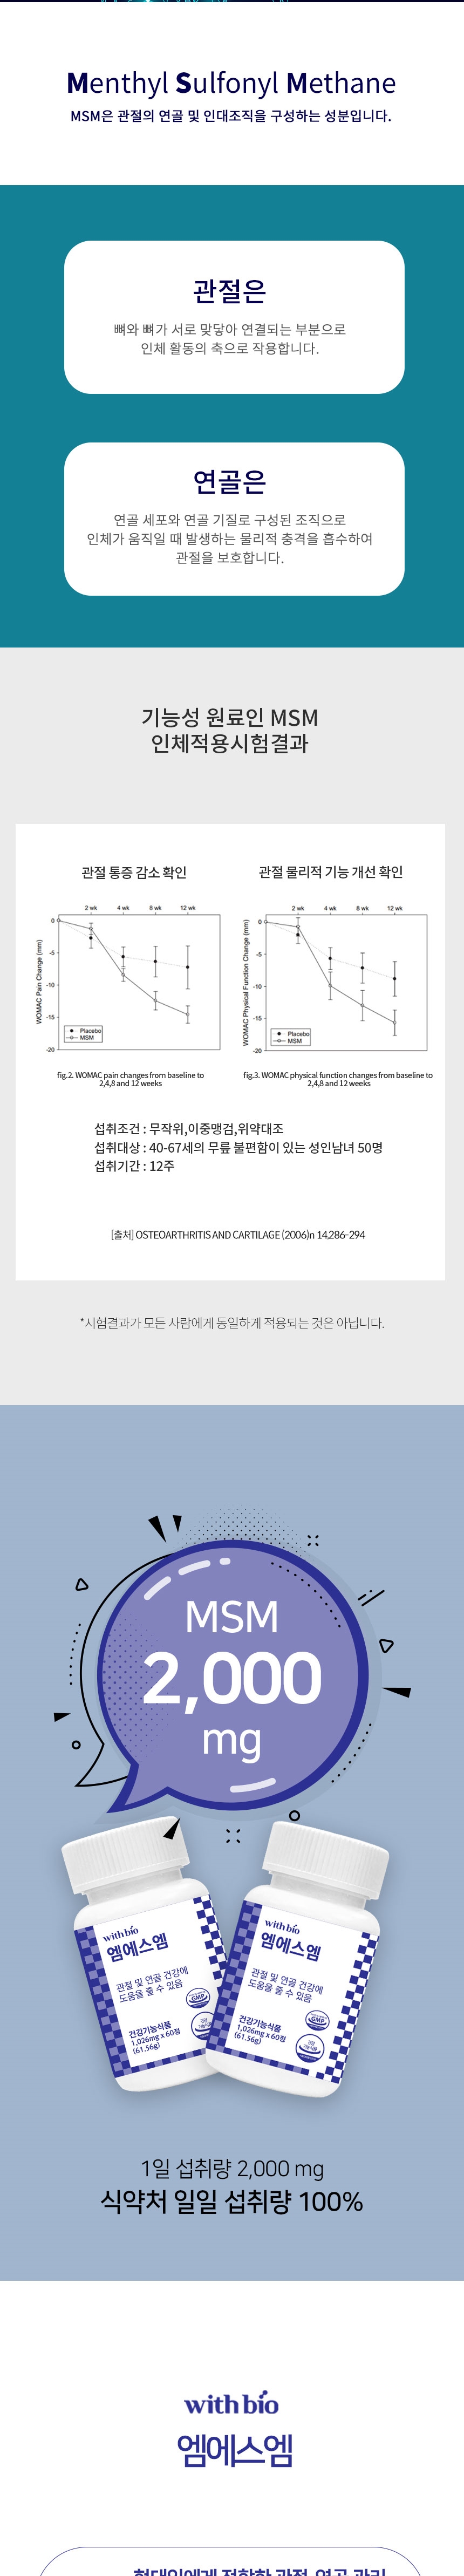 Menthyl Sulfonyl Methane
MSM은 관절의 연골 및 인대조직을 구성하는 성분입니다.
관절은
뼈와 뼈가 서로 맞닿아 연결되는 부분으로
인체 활동의 축으로 작용합니다.
연골은
연골 세포와 연골 기질로 구성된 조직으로
인체가 움직일 때 발생하는 물리적 충격을 흡수하여
관절을 보호합니다.
기능성 원료인 MSM
인체적용시험결과
관절 통증 감소 확인
2 wk 4 wk 8 wk 12 wk
0
-5
-10
-15
-20
WOMAC Pain Change (mm)
Placebo
MSM
fig.2. WOMAC pain changes from baseline to
2,4,8 and 12 weeks
관절 물리적 기능 개선 확인
2 wk 4 wk 8 wk 12 wk
0
-5
-10
-15
-20
WOMAC Physical Function Change (mm)
Placebo
MSM
fig.3. WOMAC physical function changes from baseline to
2,4,8 and 12 weeks
섭취조건 : 무작위,이중맹검,위약대조
섭취대상 : 40-67세의 무릎 불편함이 있는 성인남녀 50명
섭취기간 : 12주
[출처] OSTEOARTHRITIS AND CARTILAGE (2006)n 14,286-294
*시험결과가 모든 사람에게 동일하게 적용되는 것은 아닙니다.
MSM
2,000
mg
with bio
엠에스엠
관절 및 연골 건강에
도움을 줄 수 있음
건강기능식품
1,026mg x 60정
(61.56g)
GMP
with bio
엠에스엠
관절 및 연골 건강에
도움을 줄 수 있음
건강기능식품
1,026mg x 60정
(61.56g)
GMP
건강
기능식품
1일 섭취량 2,000 mg
식약처 일일 섭취량 100%
with bio
엠에스엠
현대인에게 적합한 관절, 연골 관리